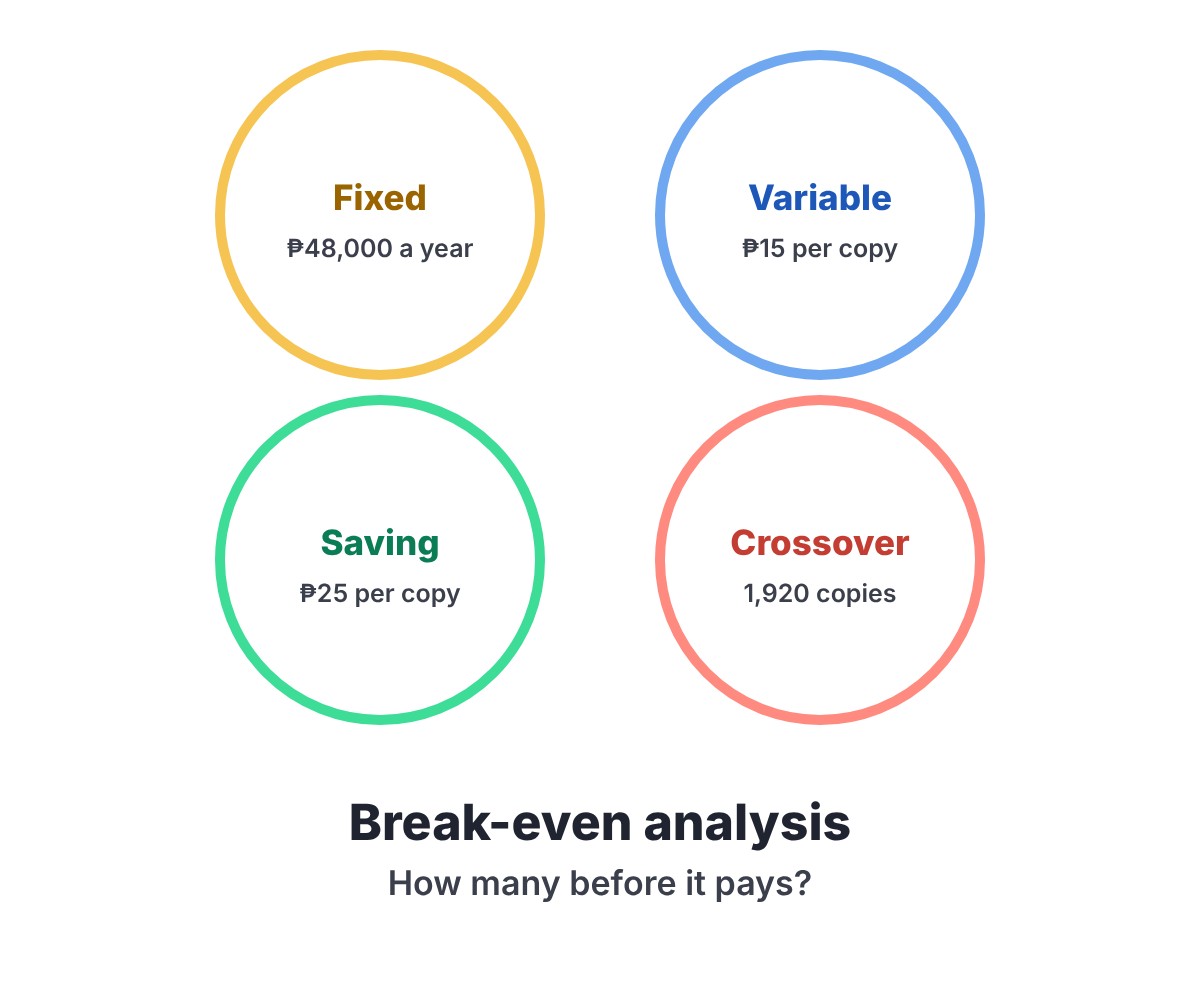 Fixed
₱48,000 a year
Variable
₱15 per copy
Saving
₱25 per copy
Crossover
1,920 copies
Break-even analysis
How many before it pays?